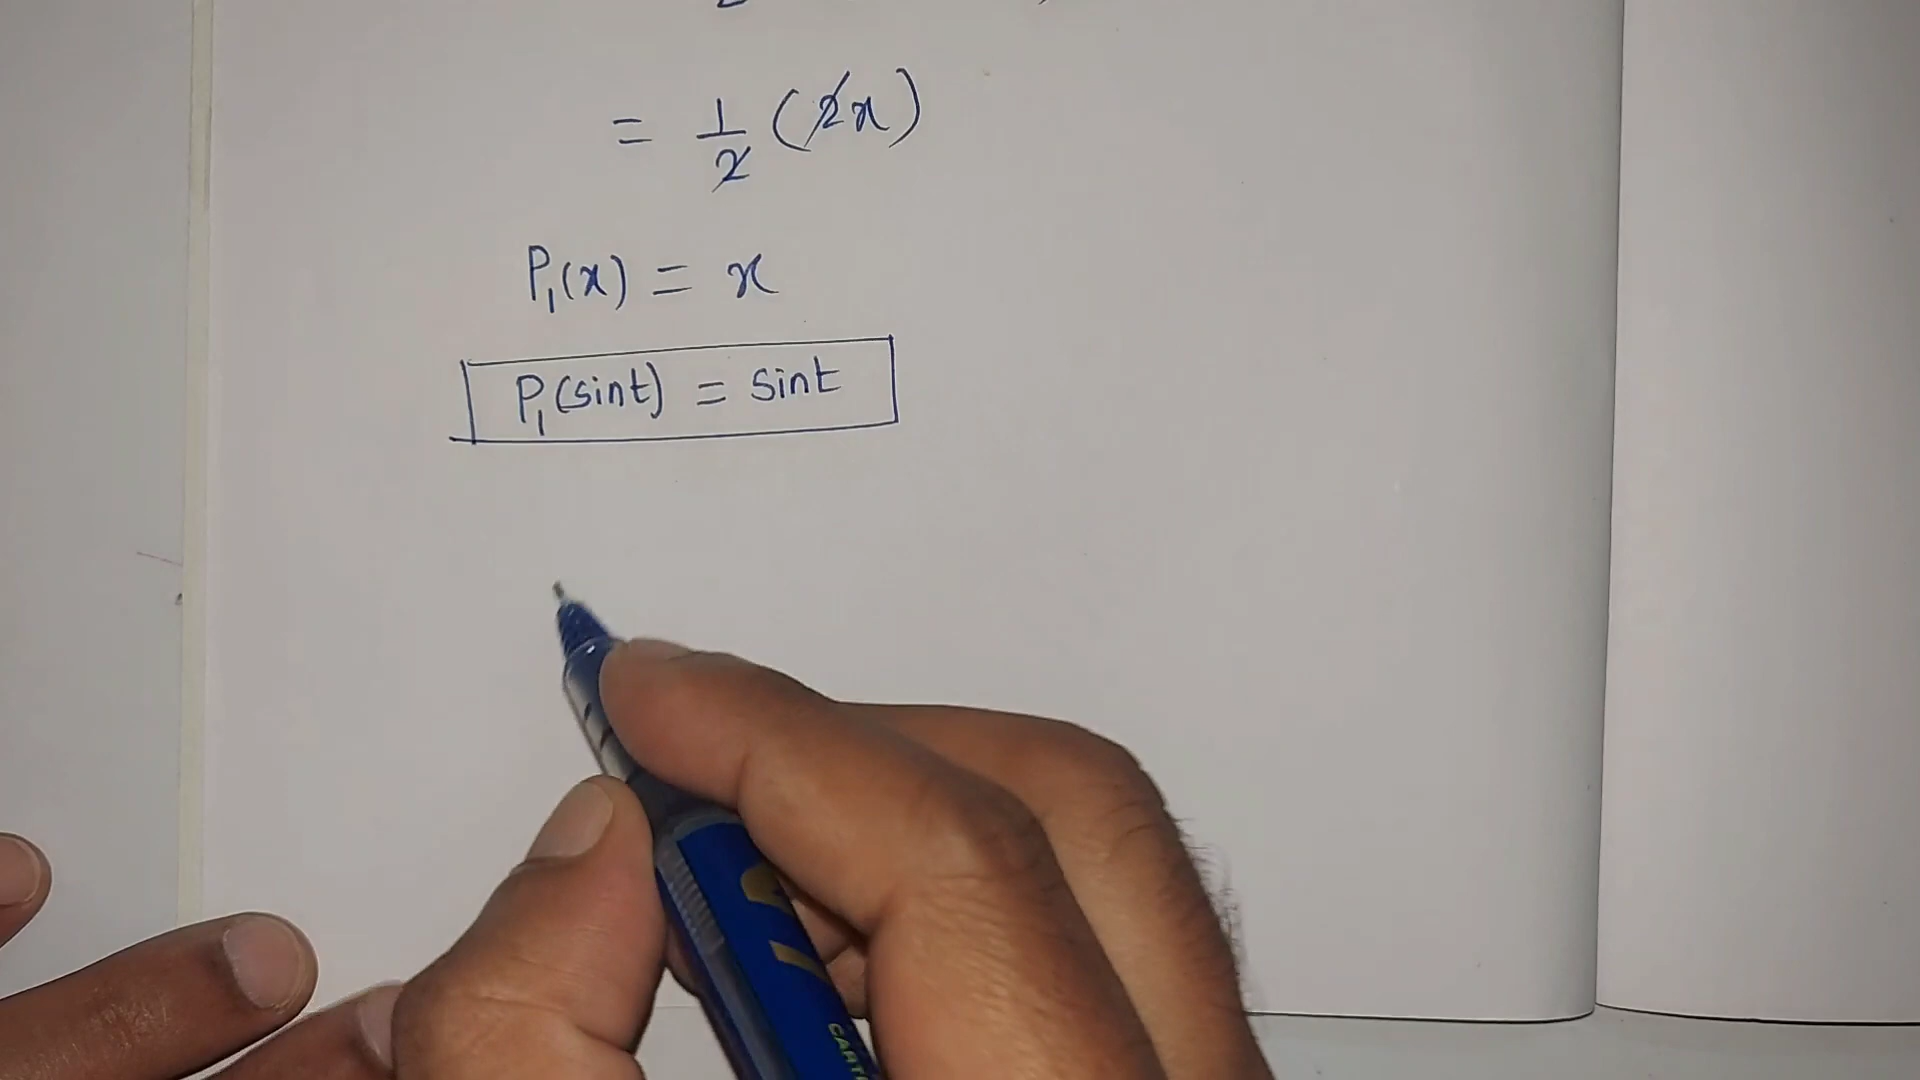 = 1/2 (2x)
P₁(x) = x
P₁(sint) = sint